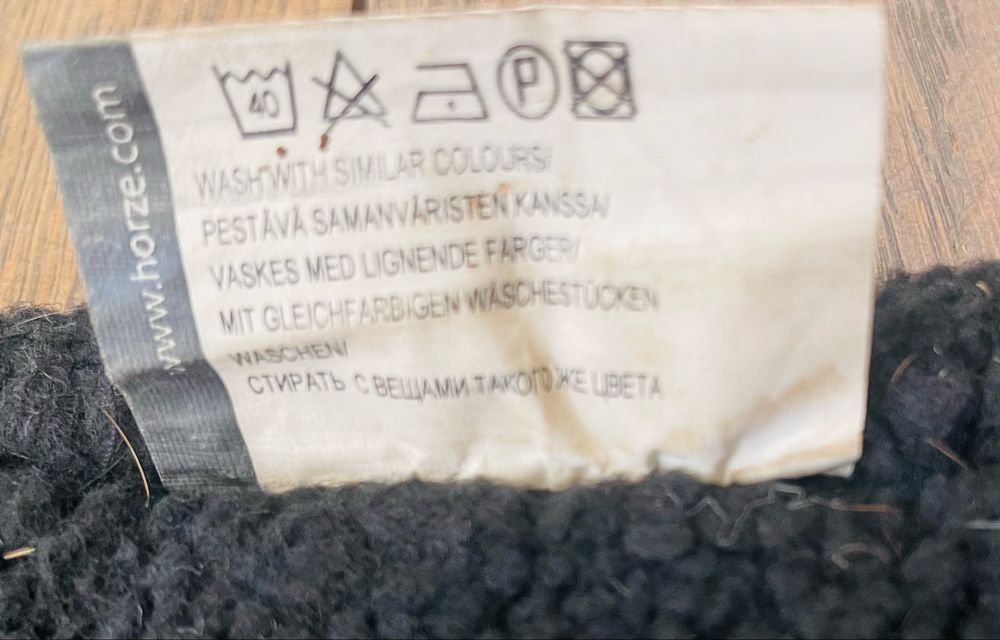 www.horze.com
40
P
WASH WITH SIMILAR COLOURS/
PESTÄVÄ SAMANVÄRISTEN KANSSA/
VASKES MED LIGNENDE FARGER/
MIT GLEICHFARBIGEN WÄSCHESTÜCKEN
WASCHEN/
СТИРАТЬ С ВЕЩАМИ ТАКОГО ЖЕ ЦВЕТА